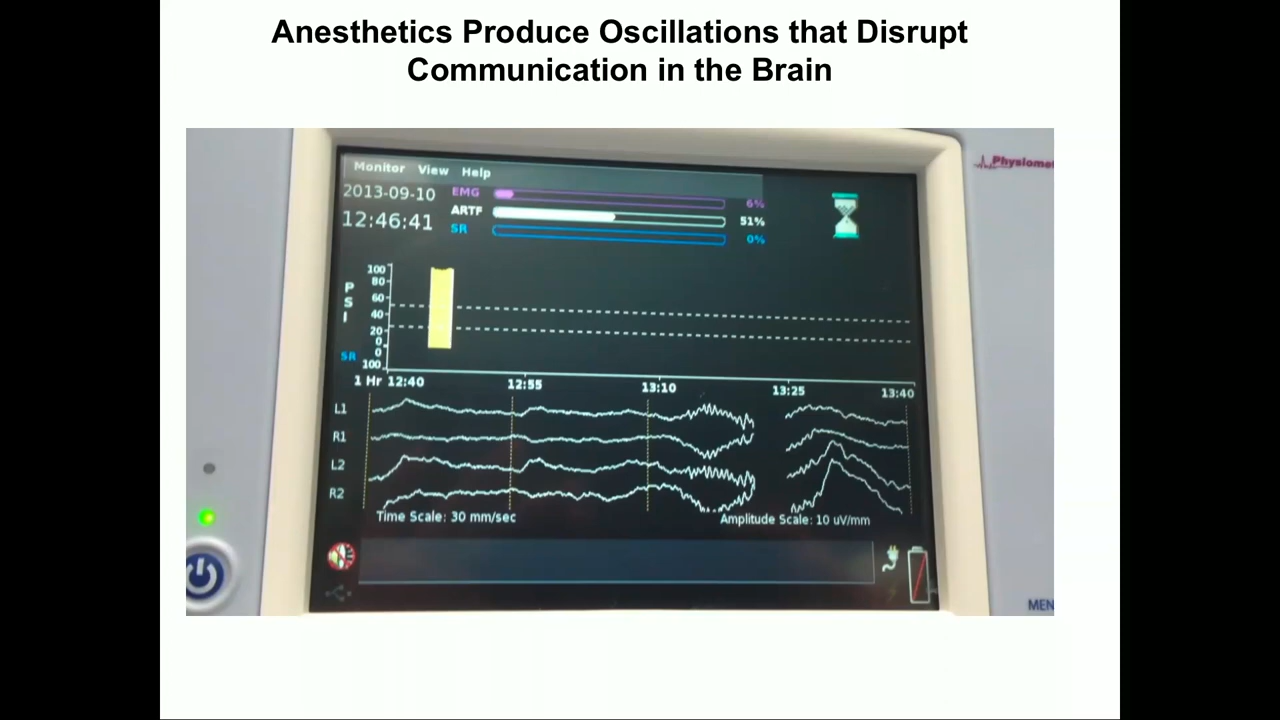 Anesthetics Produce Oscillations that Disrupt
Communication in the Brain
Monitor View Help
2013-09-10
12:46:41
EMG 6%
ARTF 51%
SR 0%
PSI
100
80
60
40
20
0
SR
0
100
1 Hr 12:40 12:55 13:10 13:25 13:40
L1
R1
L2
R2
Time Scale: 30 mm/sec Amplitude Scale: 10 uV/mm